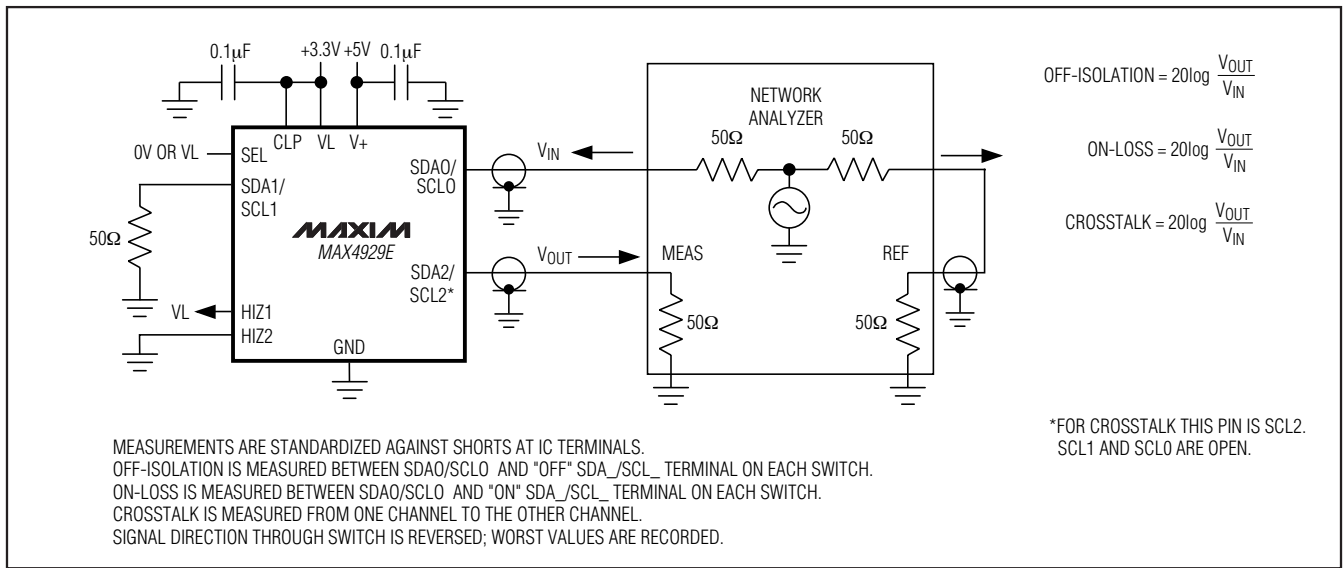 0.1µF
+3.3V +5V
0.1µF
CLP
VL
V+
0V OR VL
SEL
SDA1/
SCL1
50Ω
VL
HIZ1
HIZ2
GND
MAXIM
MAX4929E
SDA0/
SCL0
SDA2/
SCL2*
VIN
VOUT
NETWORK
ANALYZER
50Ω
50Ω
MEAS
REF
50Ω
50Ω
OFF-ISOLATION = 20log VOUT/VIN
ON-LOSS = 20log VOUT/VIN
CROSSTALK = 20log VOUT/VIN
*FOR CROSSTALK THIS PIN IS SCL2.
SCL1 AND SCL0 ARE OPEN.
MEASUREMENTS ARE STANDARDIZED AGAINST SHORTS AT IC TERMINALS.
OFF-ISOLATION IS MEASURED BETWEEN SDA0/SCL0 AND "OFF" SDA_/SCL_ TERMINAL ON EACH SWITCH.
ON-LOSS IS MEASURED BETWEEN SDA0/SCL0 AND "ON" SDA_/SCL_ TERMINAL ON EACH SWITCH.
CROSSTALK IS MEASURED FROM ONE CHANNEL TO THE OTHER CHANNEL.
SIGNAL DIRECTION THROUGH SWITCH IS REVERSED; WORST VALUES ARE RECORDED.